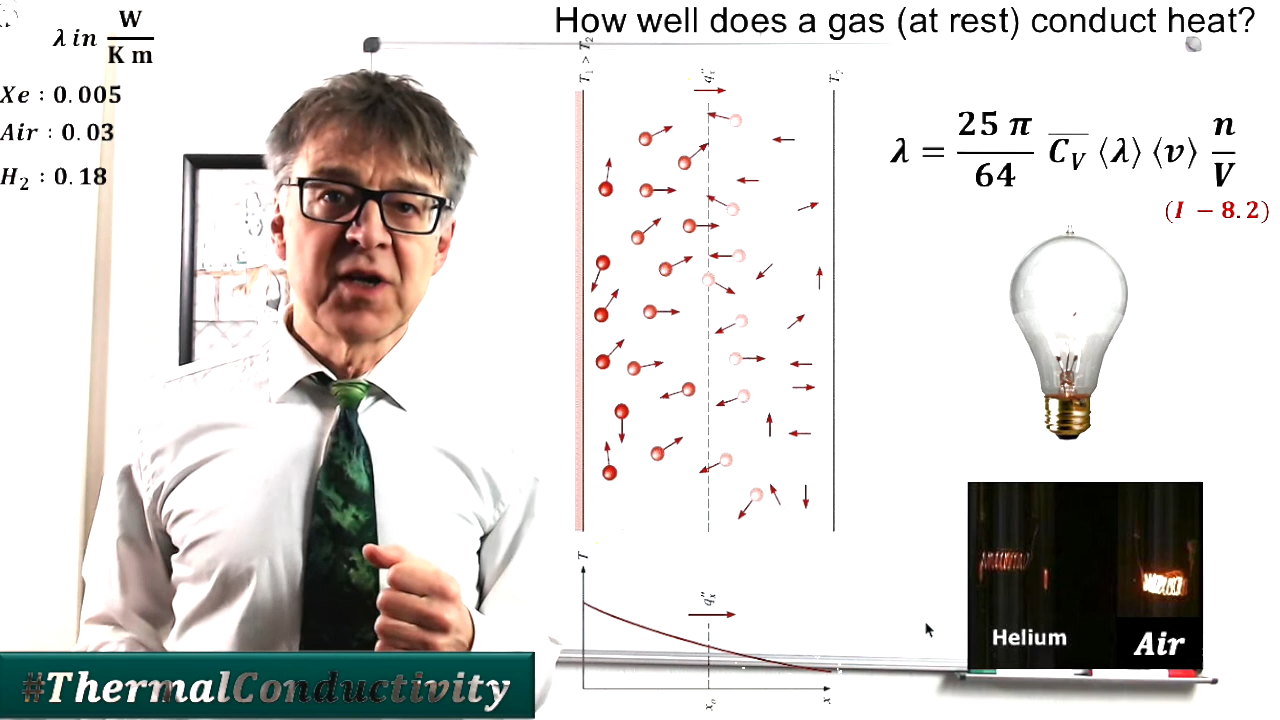 How well does a gas (at rest) conduct heat?
λ in W
K m
Xe : 0.005
Air : 0.03
H₂ : 0.18
T₁ > T₂
q″ₓ
T₂
λ = 25 π / 64 C̅_V ⟨λ⟩ ⟨v⟩ n / V
(I − 8.2)
T
q″ₓ
x₀
x
Helium
Air
#ThermalConductivity